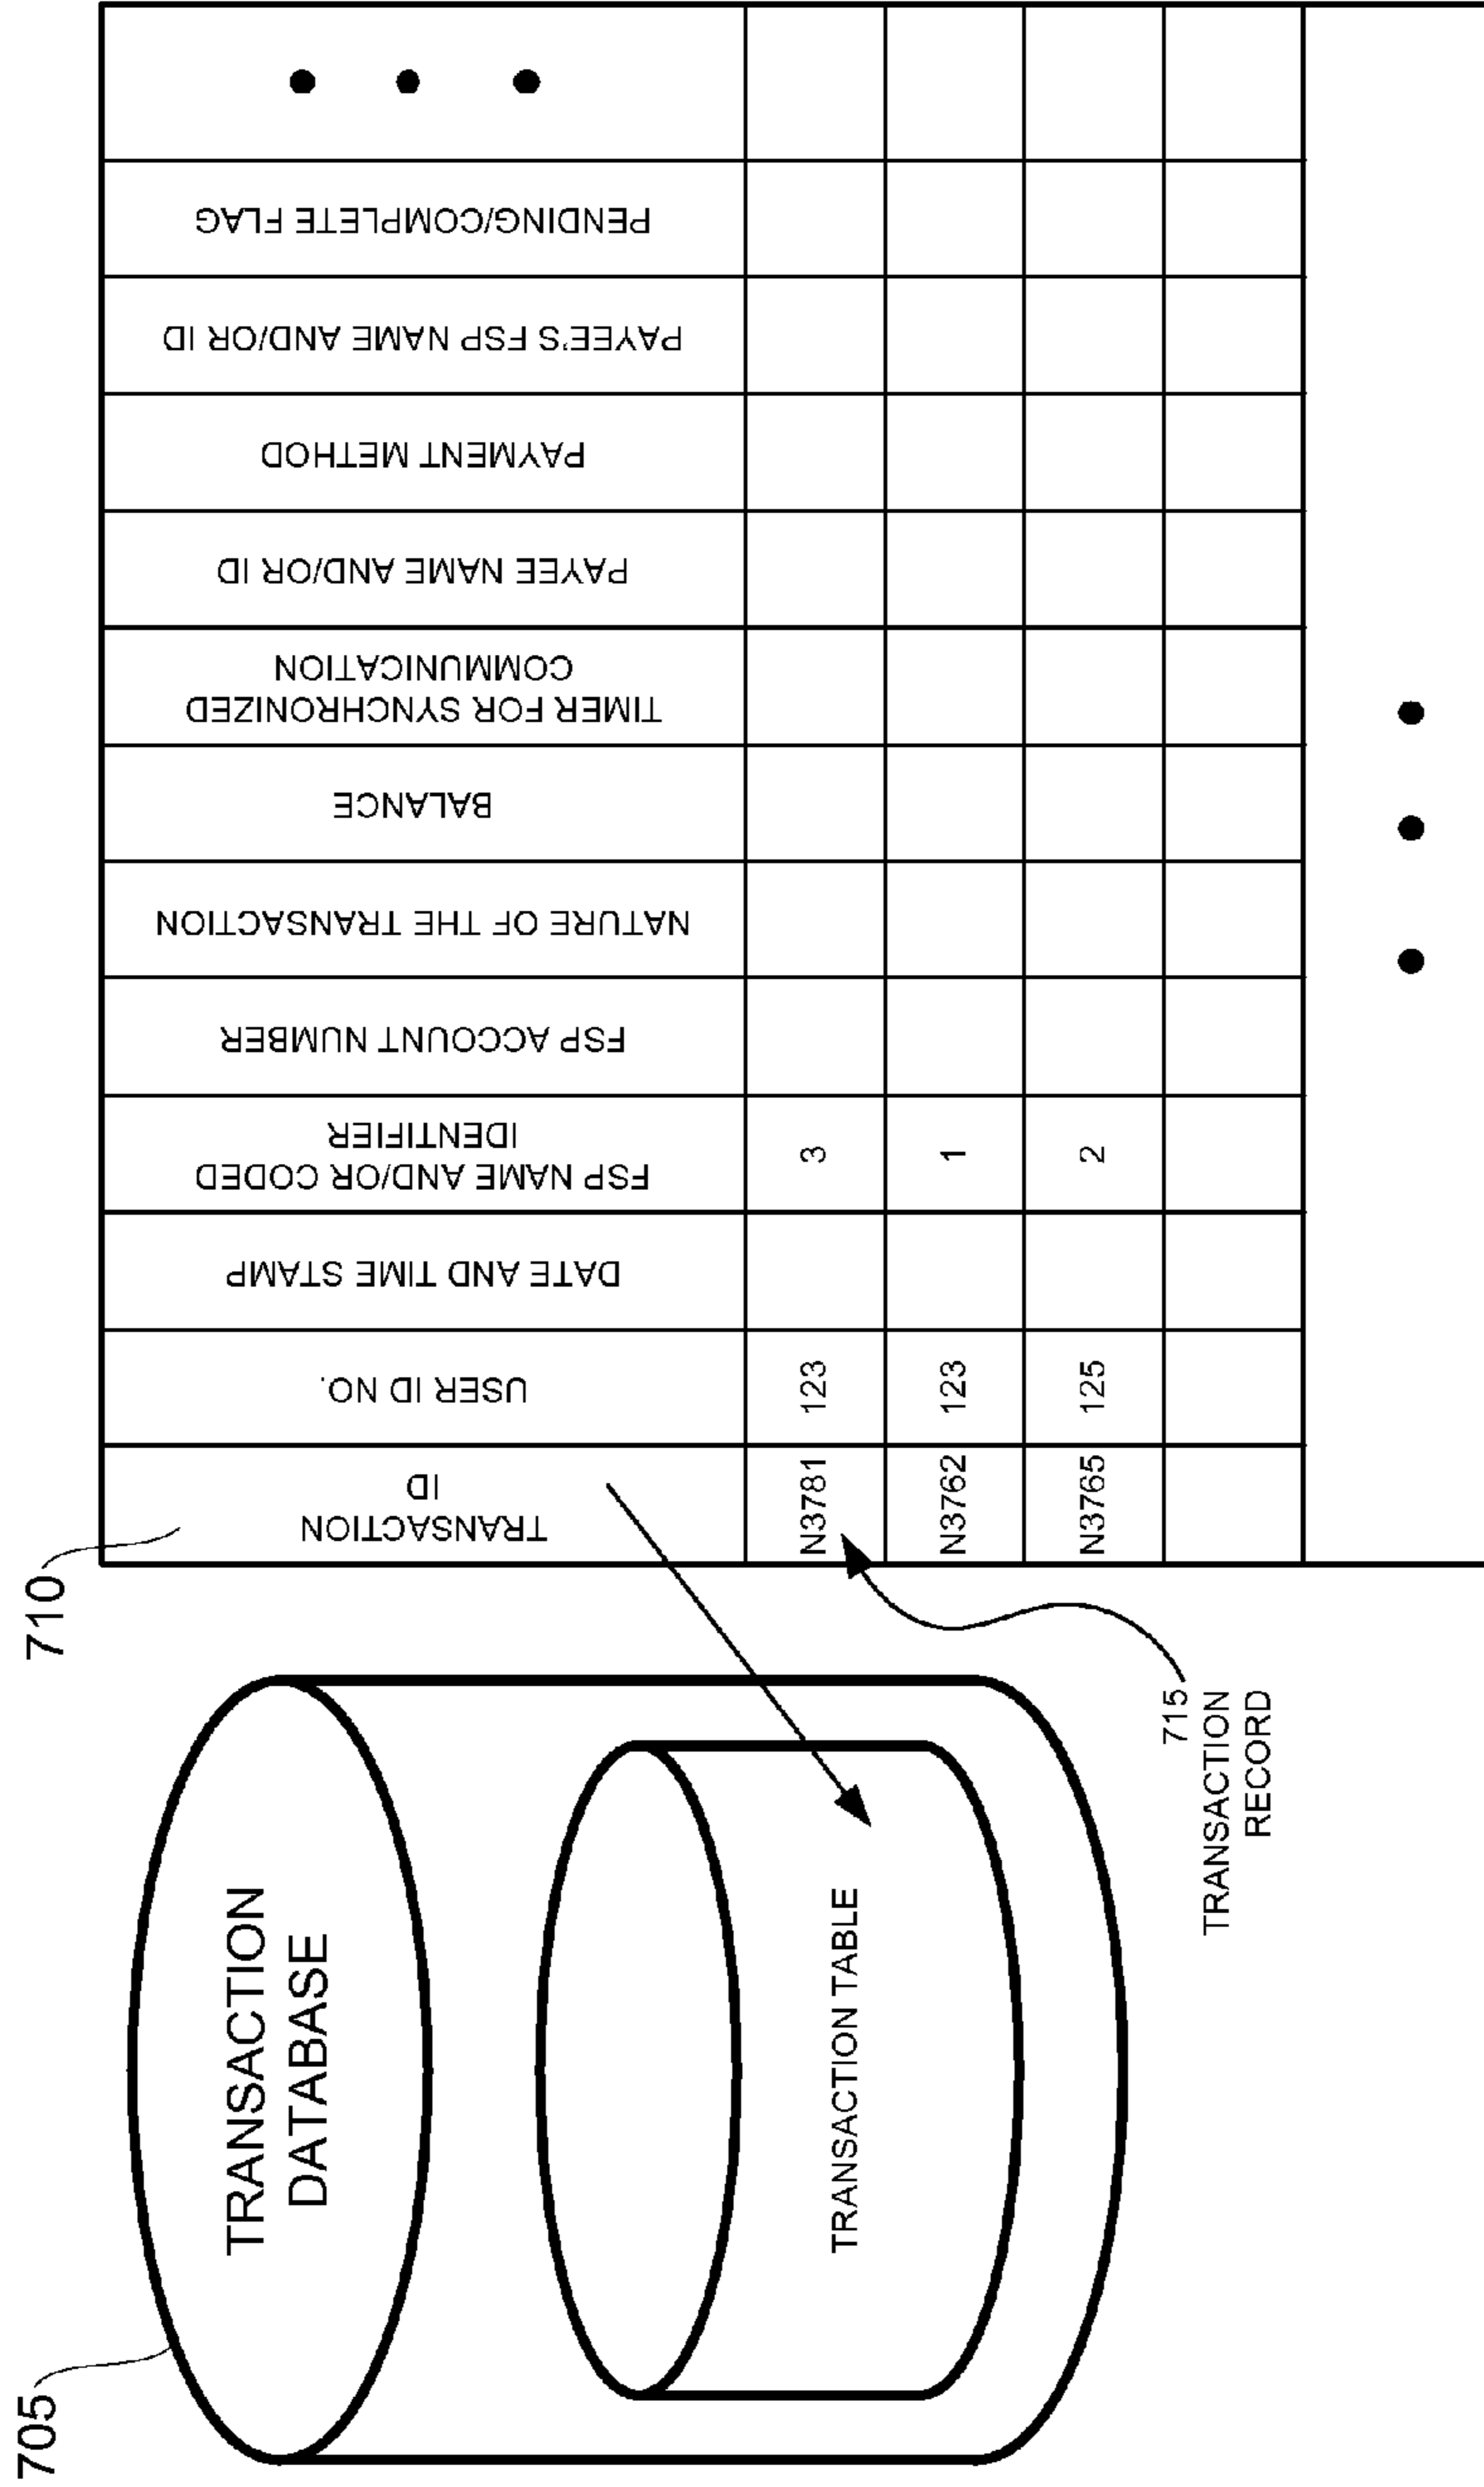 705
TRANSACTION
DATABASE
TRANSACTION TABLE
710
TRANSACTION
ID
USER ID NO.
DATE AND TIME STAMP
FSP NAME AND/OR CODED
IDENTIFIER
FSP ACCOUNT NUMBER
NATURE OF THE TRANSACTION
BALANCE
TIMER FOR SYNCHRONIZED
COMMUNICATION
PAYEE NAME AND/OR ID
PAYMENT METHOD
PAYEE'S FSP NAME AND/OR ID
PENDING/COMPLETE FLAG
N3781 123 3
N3762 123 1
N3765 125 2
715
TRANSACTION
RECORD